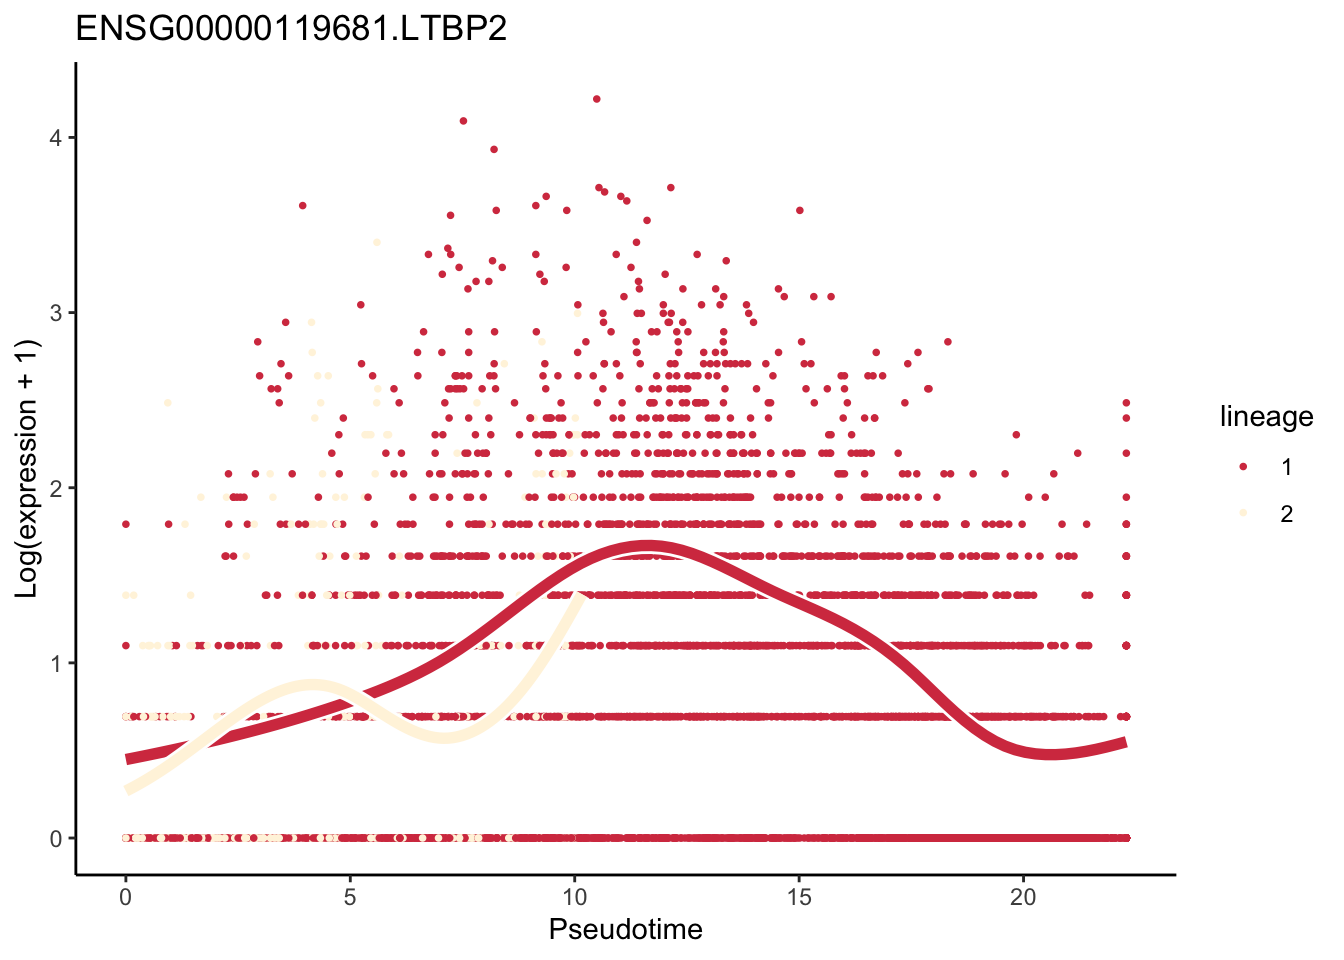 ENSG00000119681.LTBP2
Log(expression + 1)
4
3
2
1
0
0 5 10 15 20
Pseudotime
lineage
1
2